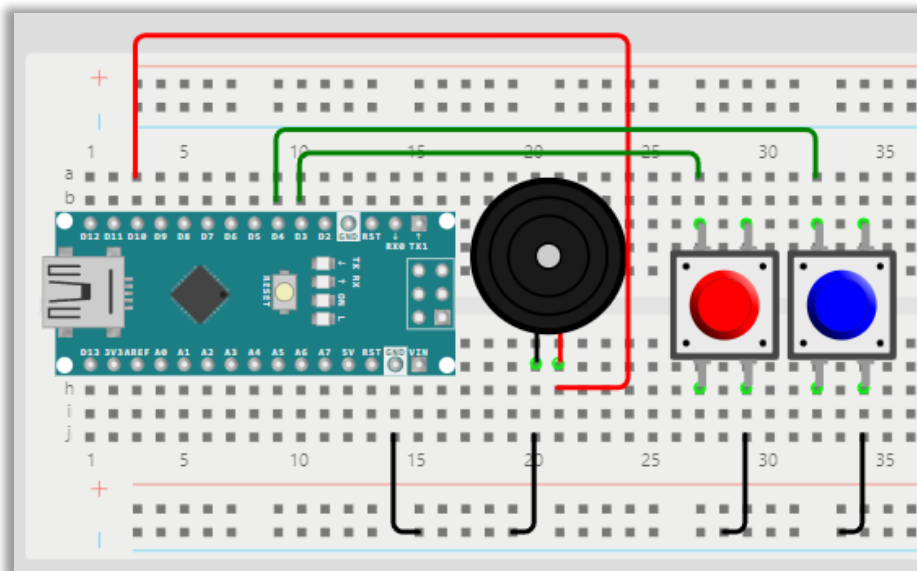 +
1 5 10 15 20 25 30 35
a
b
D12 D11 D10 D9 D8 D7 D6 D5 D4 D3 D2 GND RST RX0 TX1
TX RX
ON L
RESET
D13 3V3 AREF A0 A1 A2 A3 A4 A5 A6 A7 5V RST GND VIN
h
i
j
1 5 10 15 20 25 30 35
+